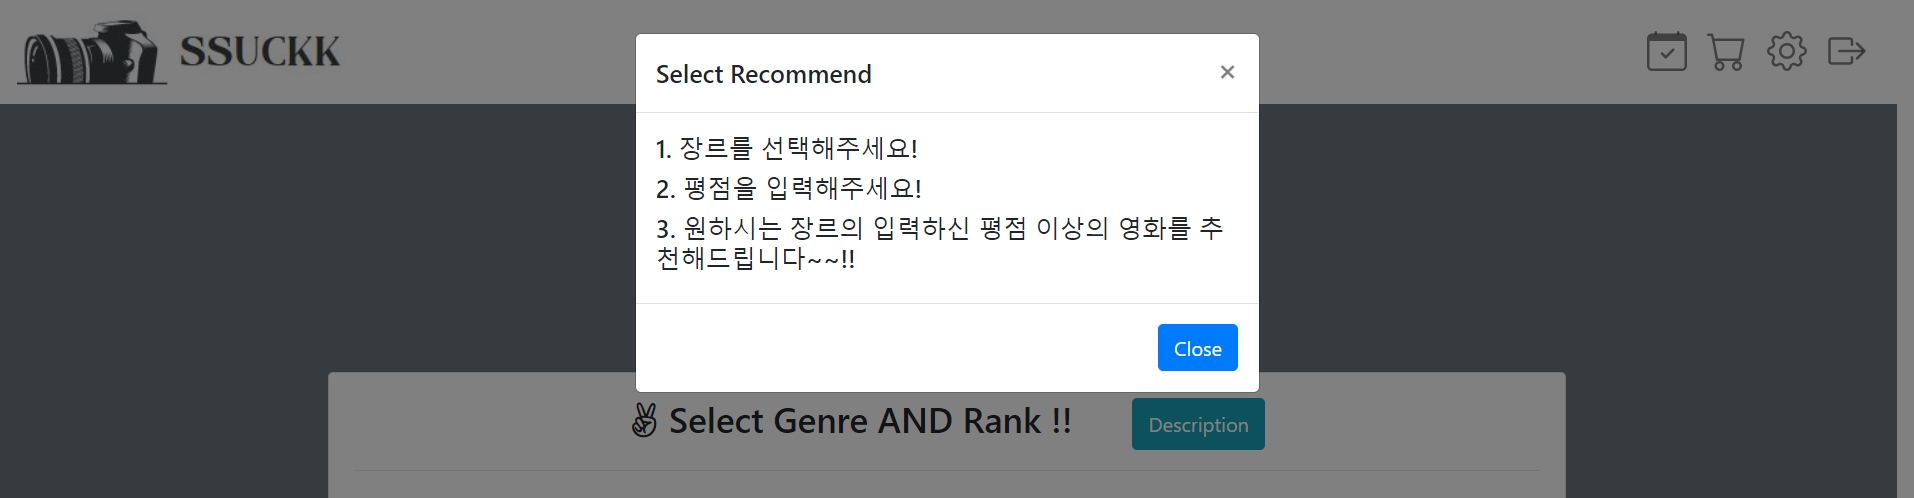 SSUCKK
Select Recommend
×
1. 장르를 선택해주세요!
2. 평점을 입력해주세요!
3. 원하시는 장르의 입력하신 평점 이상의 영화를 추
천해드립니다~~!!
Close
✌ Select Genre AND Rank !!
Description